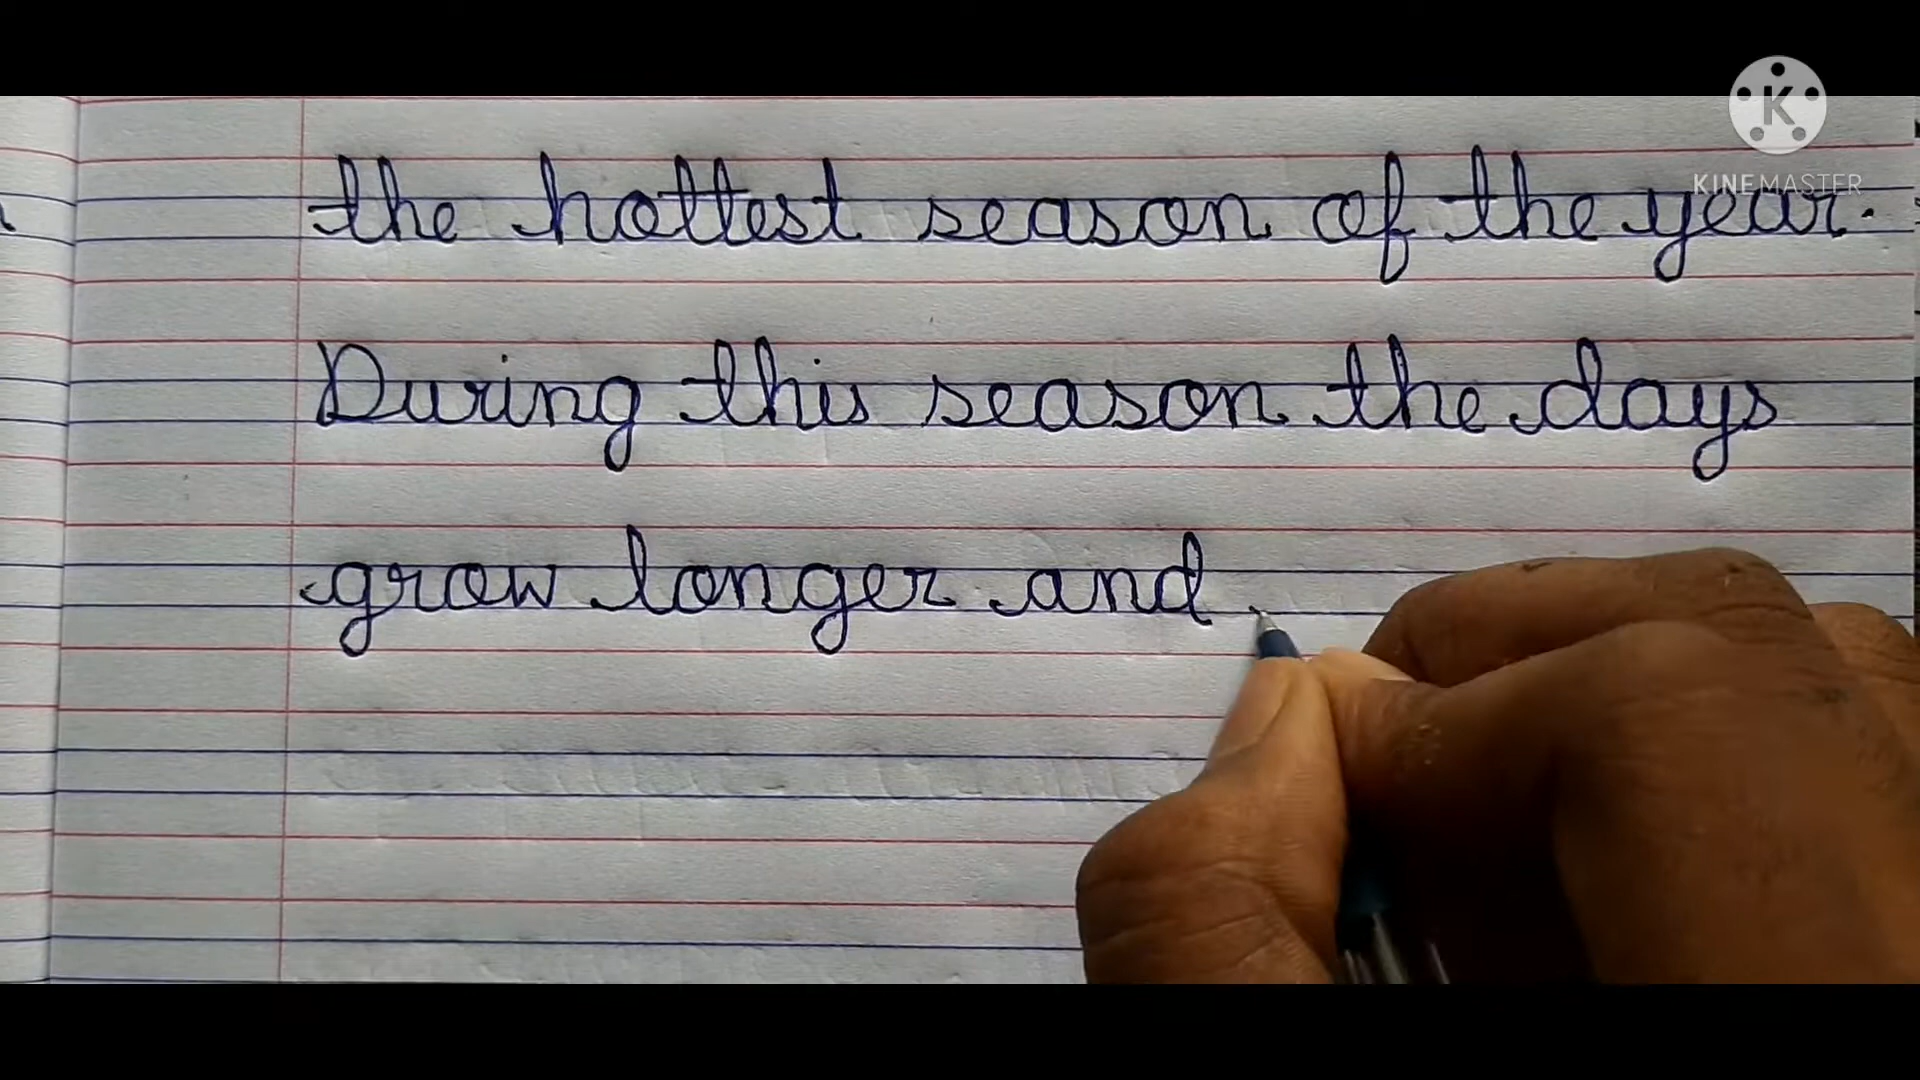 KINEMASTER
the hottest season of the year.
During this season the days
grow longer and